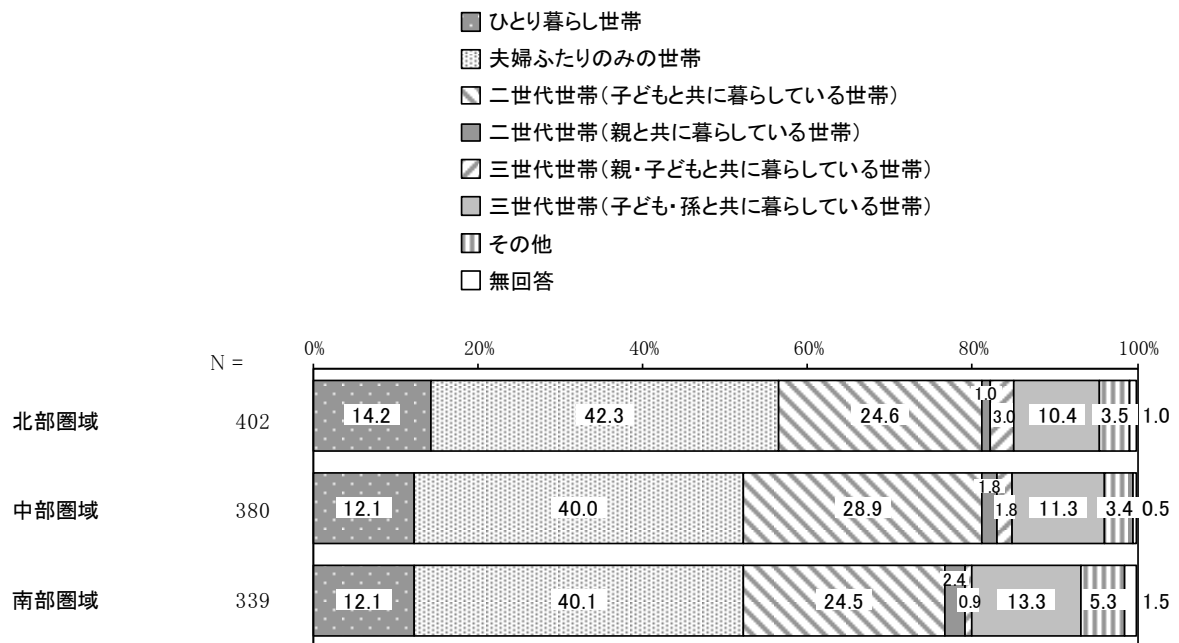 ひとり暮らし世帯
夫婦ふたりのみの世帯
二世代世帯(子どもと共に暮らしている世帯)
二世代世帯(親と共に暮らしている世帯)
三世代世帯(親・子どもと共に暮らしている世帯)
三世代世帯(子ども・孫と共に暮らしている世帯)
その他
無回答
N = 0% 20% 40% 60% 80% 100%
北部圏域 402 14.2 42.3 24.6 1.0 3.0 10.4 3.5 1.0
中部圏域 380 12.1 40.0 28.9 1.8 1.8 11.3 3.4 0.5
南部圏域 339 12.1 40.1 24.5 2.4 0.9 13.3 5.3 1.5